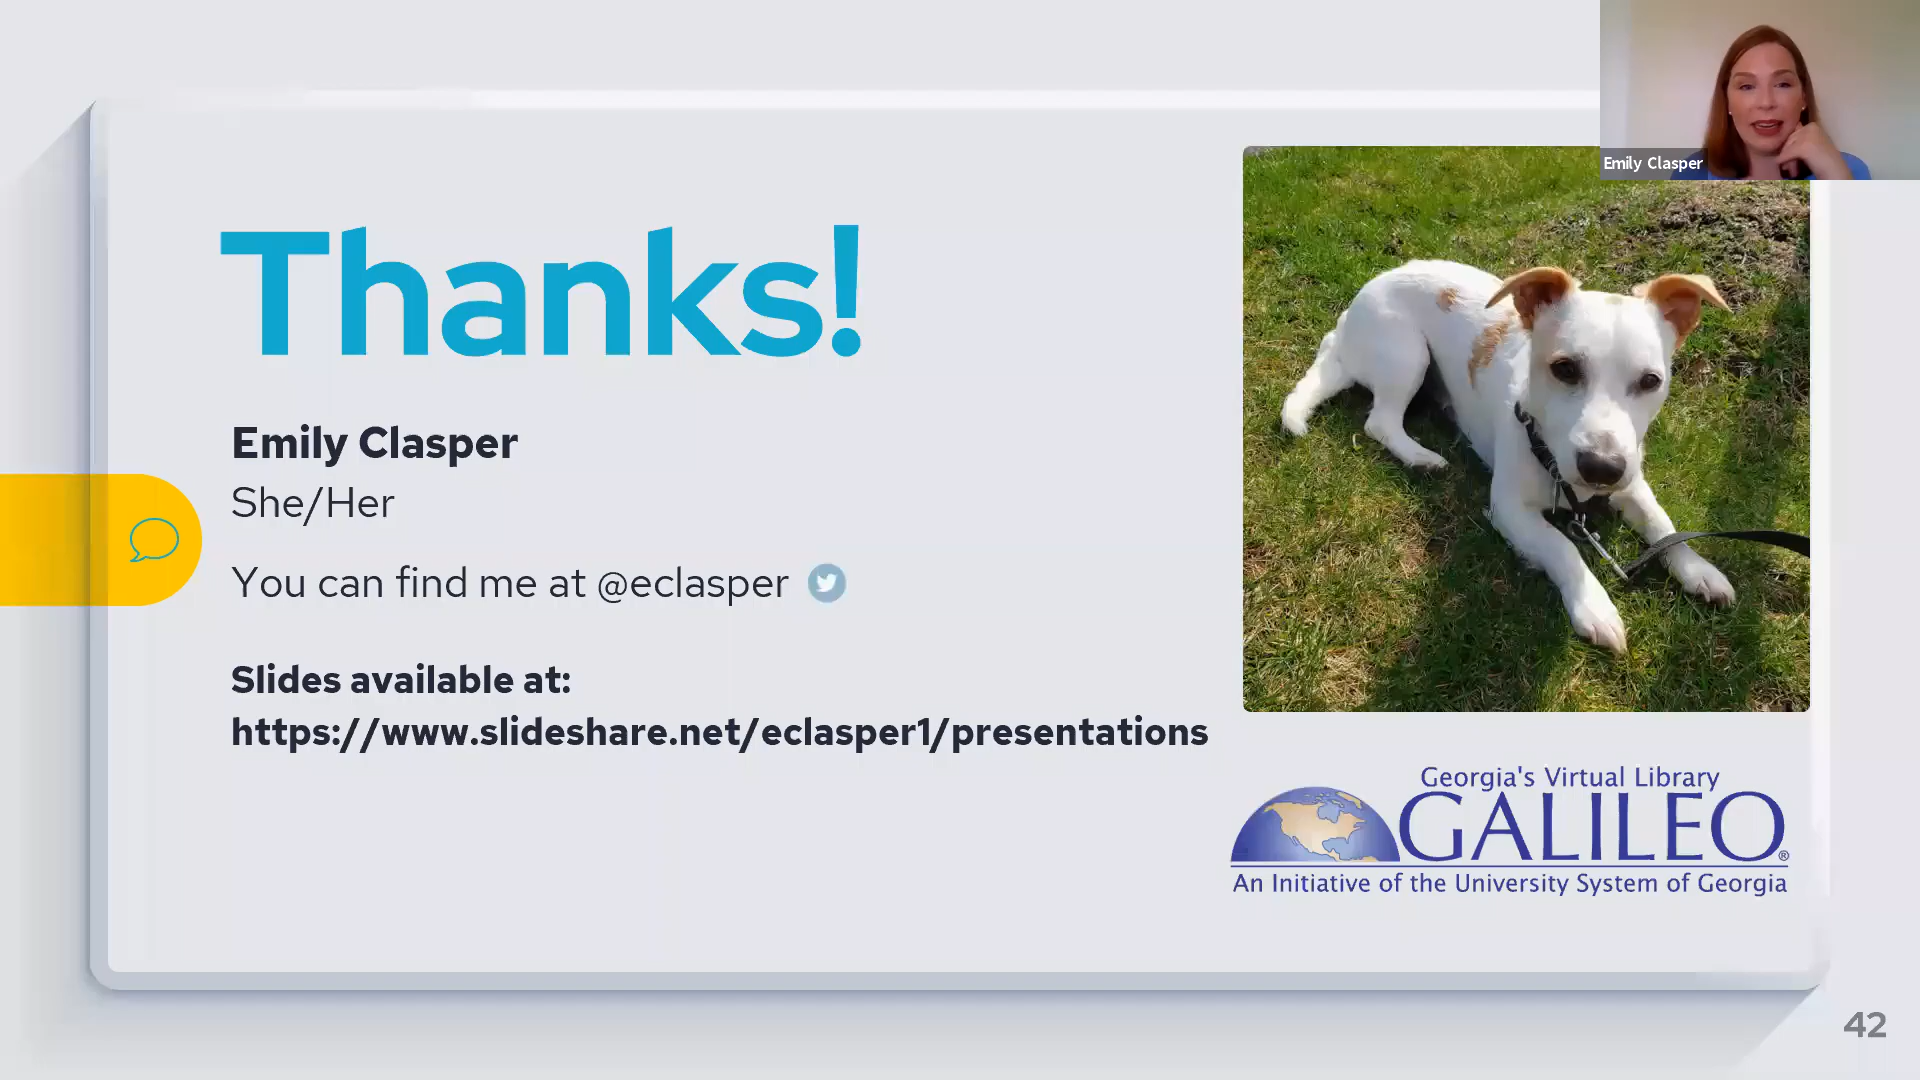 Emily Clasper
Thanks!
Emily Clasper
She/Her
You can find me at @eclasper
Slides available at:
https://www.slideshare.net/eclasper1/presentations
Georgia's Virtual Library
GALILEO®
An Initiative of the University System of Georgia
42